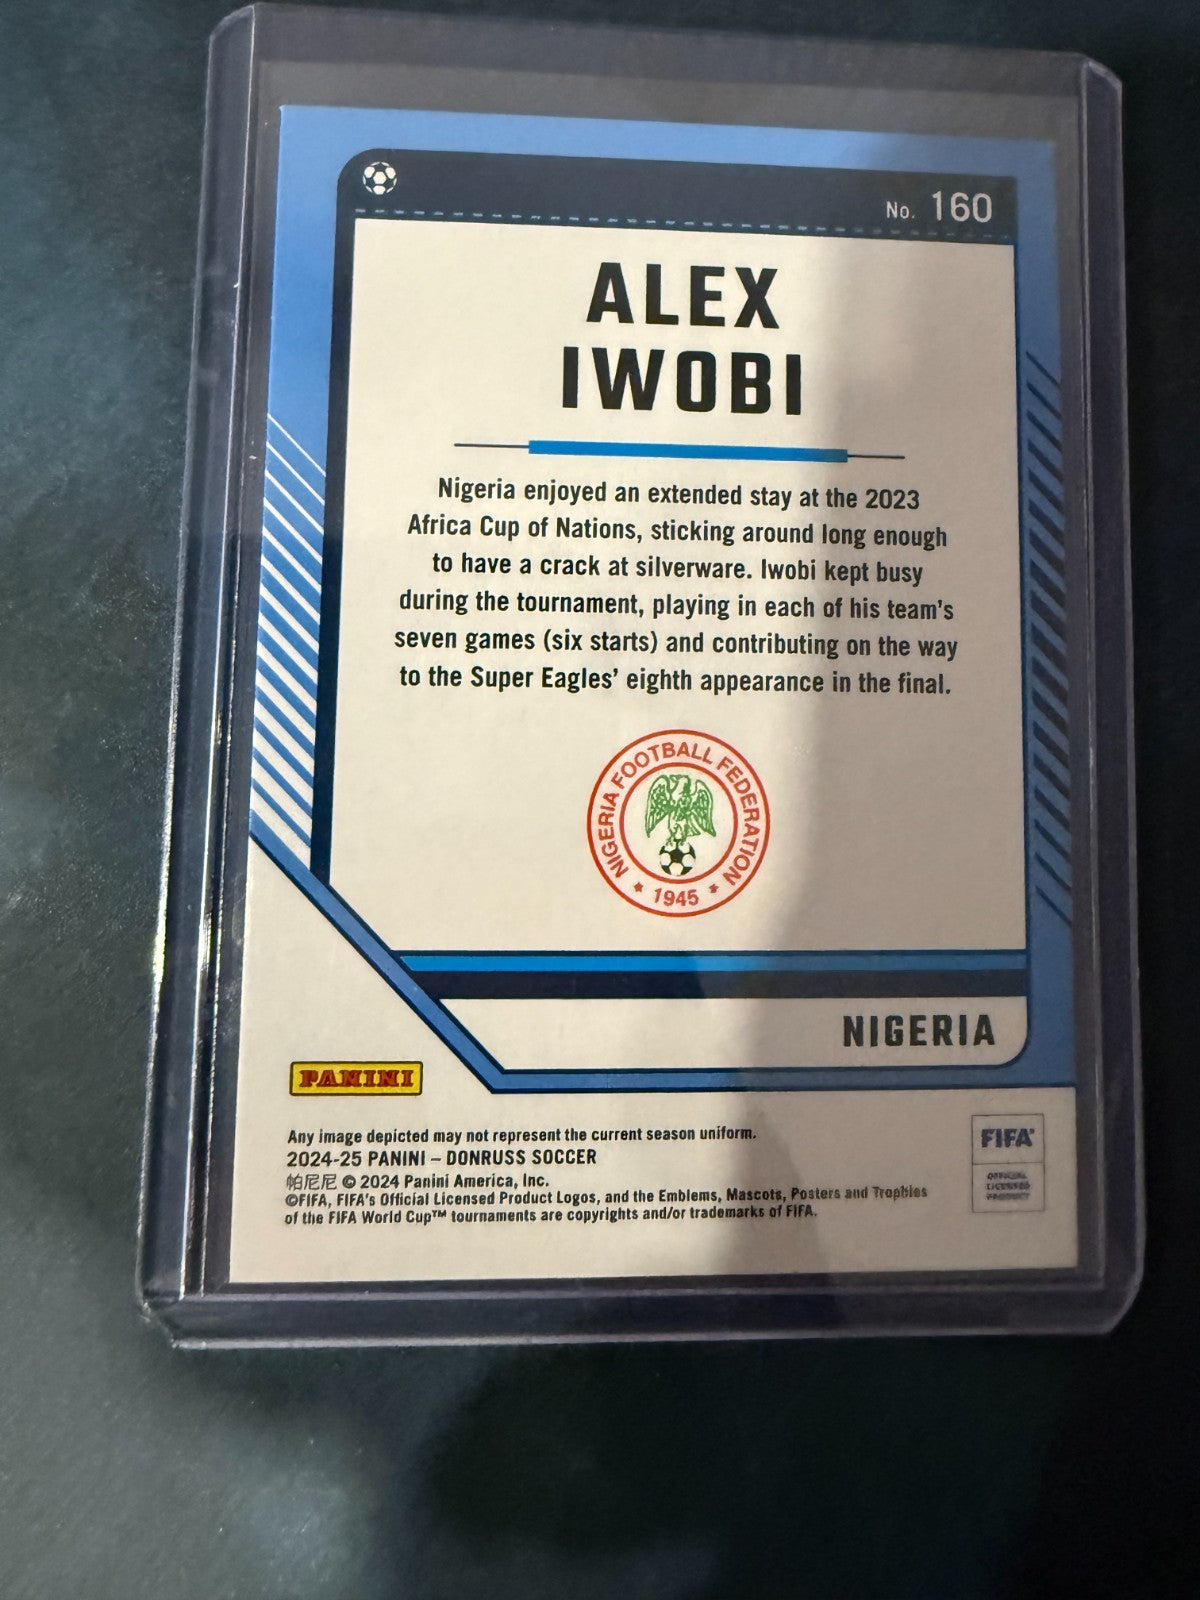 No. 160
ALEX
IWOBI
Nigeria enjoyed an extended stay at the 2023
Africa Cup of Nations, sticking around long enough
to have a crack at silverware. Iwobi kept busy
during the tournament, playing in each of his team's
seven games (six starts) and contributing on the way
to the Super Eagles' eighth appearance in the final.
NIGERIA FOOTBALL FEDERATION
1945
NIGERIA
PANINI
Any image depicted may not represent the current season uniform.
2024-25 PANINI – DONRUSS SOCCER
帕尼尼 © 2024 Panini America, Inc.
©FIFA, FIFA's Official Licensed Product Logos, and the Emblems, Mascots, Posters and Trophies
of the FIFA World Cup™ tournaments are copyrights and/or trademarks of FIFA.
FIFA®
OFFICIAL
LICENSED
PRODUCT